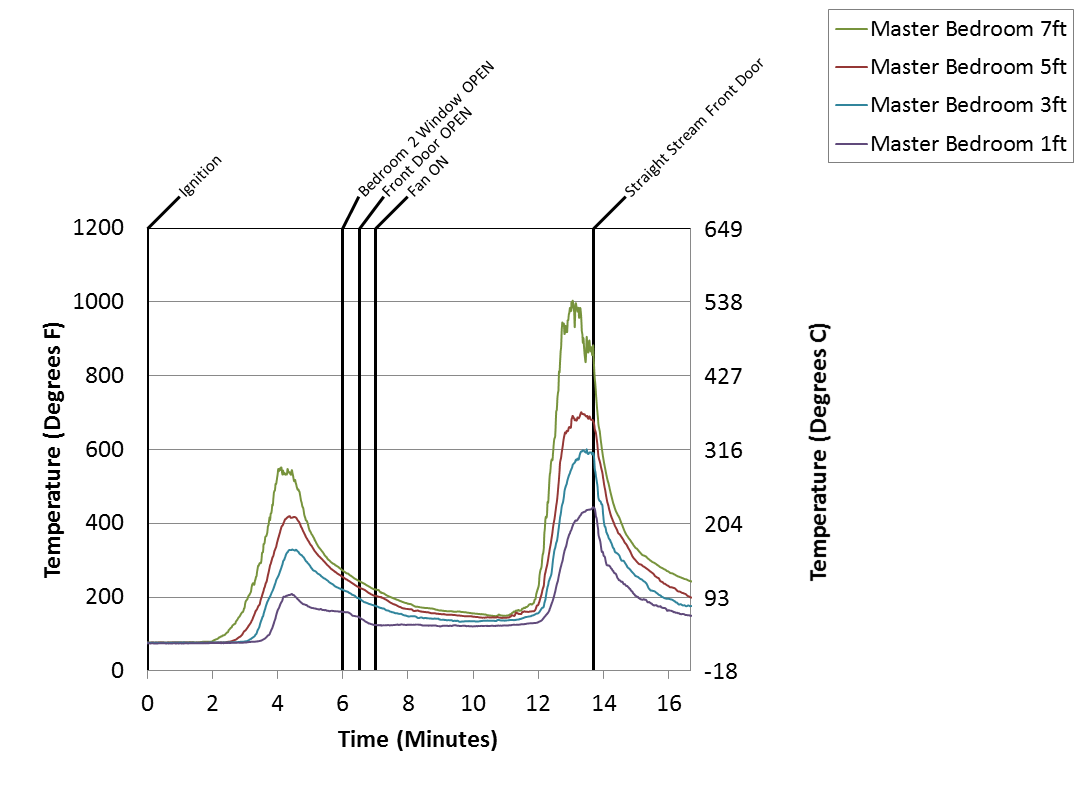 Master Bedroom 7ft
Master Bedroom 5ft
Master Bedroom 3ft
Master Bedroom 1ft
Ignition
Bedroom 2 Window OPEN
Front Door OPEN
Fan ON
Straight Stream Front Door
Temperature (Degrees F)
1200
1000
800
600
400
200
0
649
538
427
316
204
93
-18
Temperature (Degrees C)
0 2 4 6 8 10 12 14 16
Time (Minutes)